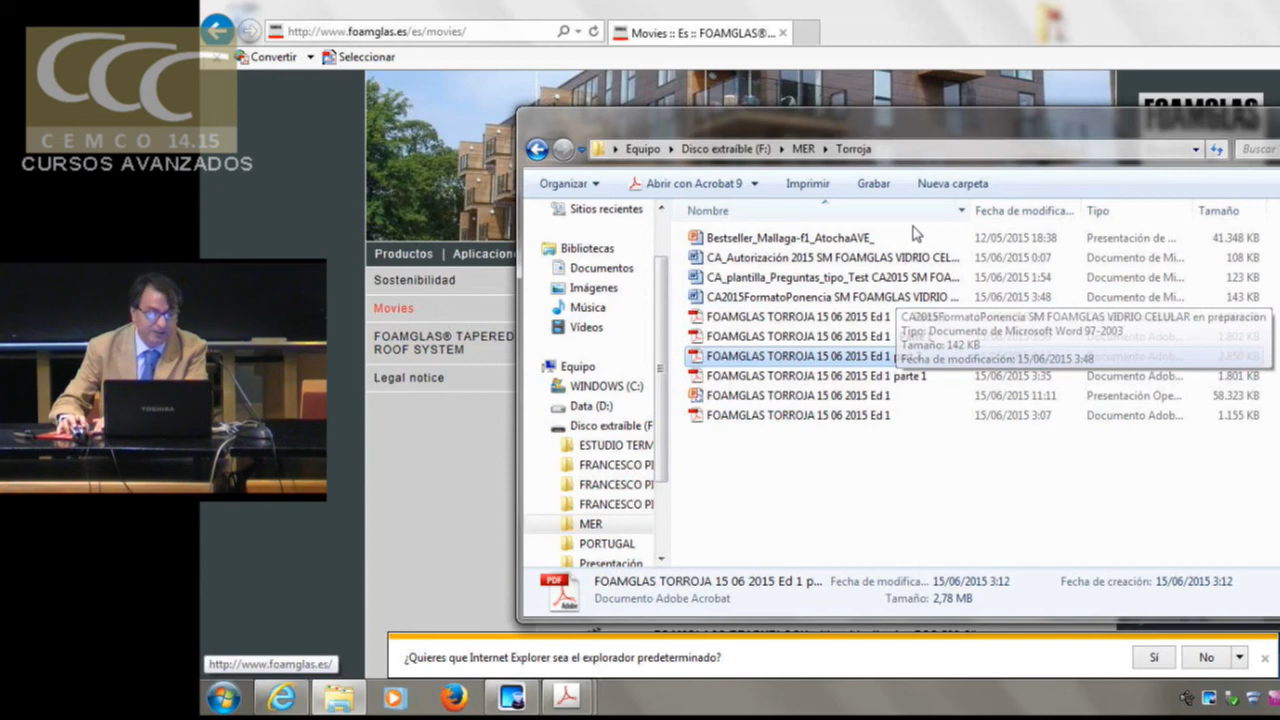 http://www.foamglas.es/es/movies/
Movies :: Es :: FOAMGLAS®...
Convertir
Seleccionar
CCC
CEMCO 14.15
CURSOS AVANZADOS
FOAMGLAS
Equipo Disco extraíble (F:) MER Torroja
Buscar
Organizar
Abrir con Acrobat 9
Imprimir
Grabar
Nueva carpeta
Sitios recientes
Bibliotecas
Documentos
Imágenes
Música
Vídeos
Equipo
WINDOWS (C:)
Data (D:)
Disco extraíble (F
ESTUDIO TERM
FRANCESCO PI
FRANCESCO PI
FRANCESCO PI
MER
PORTUGAL
Presentación
Nombre Fecha de modifica... Tipo Tamaño
Bestseller_Mallaga-f1_AtochaAVE_ 12/05/2015 18:38 Presentación de ... 41.348 KB
CA_Autorización 2015 SM FOAMGLAS VIDRIO CEL... 15/06/2015 0:07 Documento de Mi... 108 KB
CA_plantilla_Preguntas_tipo_Test CA2015 SM FOA... 15/06/2015 1:54 Documento de Mi... 123 KB
CA2015FormatoPonencia SM FOAMGLAS VIDRIO ... 15/06/2015 3:48 Documento de Mi... 143 KB
FOAMGLAS TORROJA 15 06 2015 Ed 1
FOAMGLAS TORROJA 15 06 2015 Ed 1
FOAMGLAS TORROJA 15 06 2015 Ed 1
FOAMGLAS TORROJA 15 06 2015 Ed 1 parte 1 15/06/2015 3:35 Documento Adob... 1.801 KB
FOAMGLAS TORROJA 15 06 2015 Ed 1 15/06/2015 11:11 Presentación Ope... 58.323 KB
FOAMGLAS TORROJA 15 06 2015 Ed 1 15/06/2015 3:07 Documento Adob... 1.155 KB
CA2015FormatoPonencia SM FOAMGLAS VIDRIO CELULAR en preparacion
Tipo: Documento de Microsoft Word 97-2003
Tamaño: 142 KB
Fecha de modificación: 15/06/2015 3:48
Productos | Aplicacion
Sostenibilidad
Movies
FOAMGLAS® TAPERED
ROOF SYSTEM
Legal notice
TOSHIBA
PDF
Adobe
FOAMGLAS TORROJA 15 06 2015 Ed 1 p... Fecha de modifica... 15/06/2015 3:12 Fecha de creación: 15/06/2015 3:12
Documento Adobe Acrobat Tamaño: 2,78 MB
¿Quieres que Internet Explorer sea el explorador predeterminado?
Sí
No
http://www.foamglas.es/